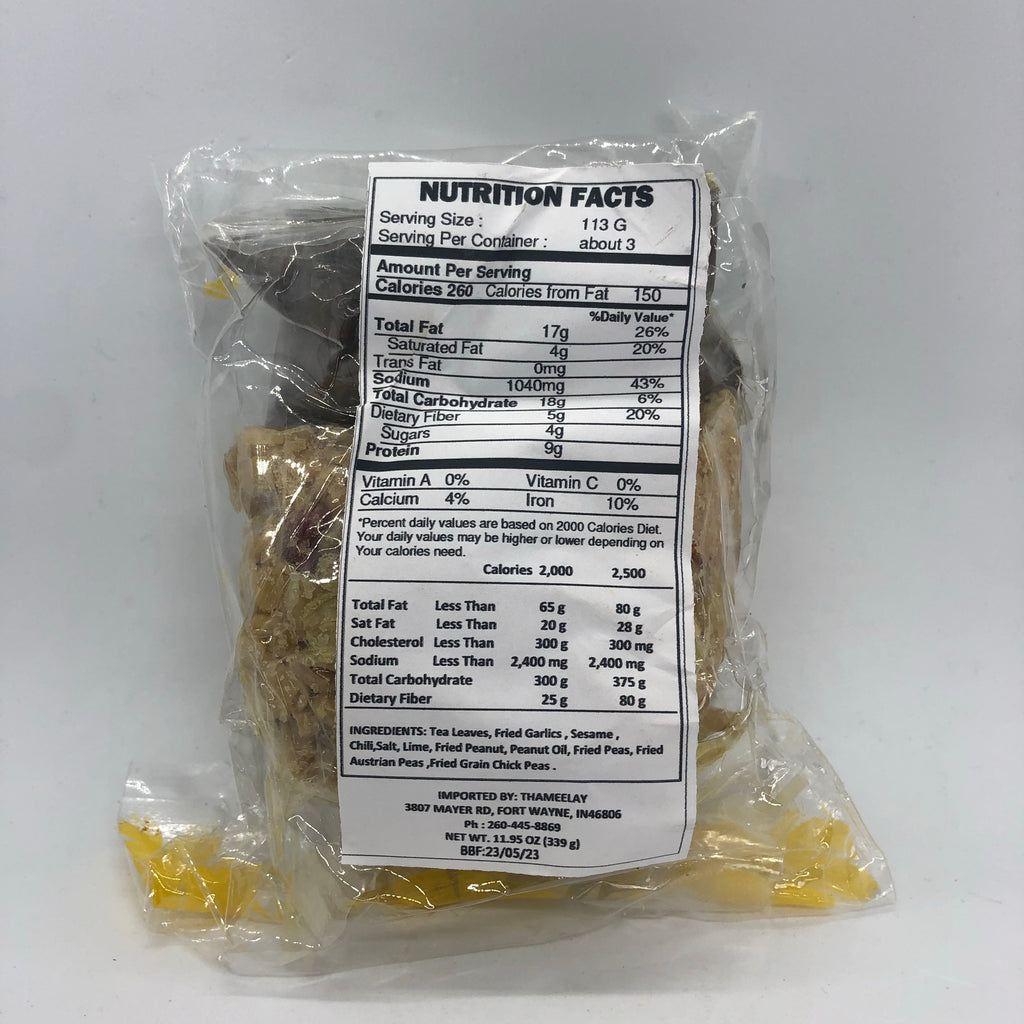 NUTRITION FACTS
Serving Size : 113 G
Serving Per Container : about 3
Amount Per Serving
Calories 260 Calories from Fat 150
%Daily Value*
Total Fat 17g 26%
Saturated Fat 4g 20%
Trans Fat 0mg
Sodium 1040mg 43%
Total Carbohydrate 18g 6%
Dietary Fiber 5g 20%
Sugars 4g
Protein 9g
Vitamin A 0% Vitamin C 0%
Calcium 4% Iron 10%
*Percent daily values are based on 2000 Calories Diet.
Your daily values may be higher or lower depending on
Your calories need.
Calories 2,000 2,500
Total Fat Less Than 65 g 80 g
Sat Fat Less Than 20 g 28 g
Cholesterol Less Than 300 g 300 mg
Sodium Less Than 2,400 mg 2,400 mg
Total Carbohydrate 300 g 375 g
Dietary Fiber 25 g 80 g
INGREDIENTS: Tea Leaves, Fried Garlics , Sesame ,
Chili,Salt, Lime, Fried Peanut, Peanut Oil, Fried Peas, Fried
Austrian Peas ,Fried Grain Chick Peas .
IMPORTED BY: THAMEELAY
3807 MAYER RD, FORT WAYNE, IN46806
Ph : 260-445-8869
NET WT. 11.95 OZ (339 g)
BBF:23/05/23